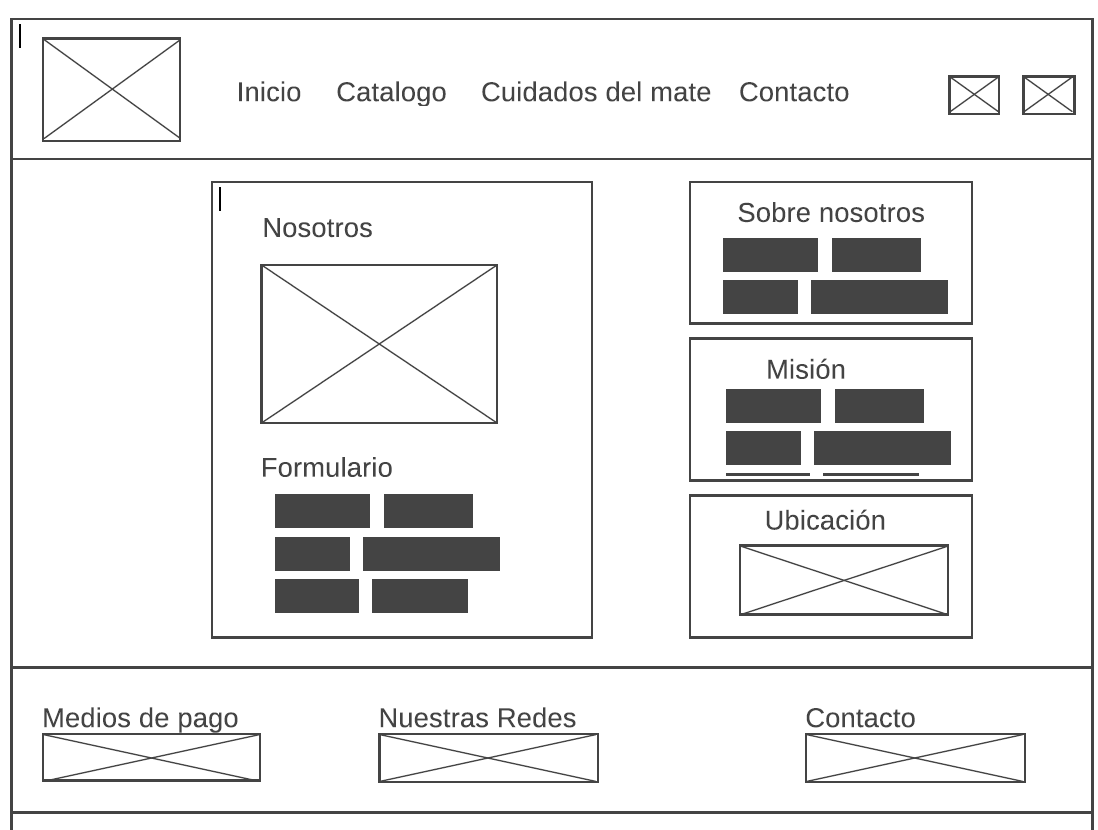 Inicio Catalogo Cuidados del mate Contacto
Nosotros
Formulario
Sobre nosotros
Misión
Ubicación
Medios de pago
Nuestras Redes
Contacto